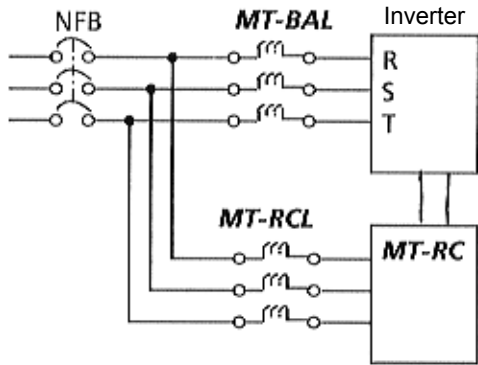 NFB
MT-BAL
Inverter
R
S
T
MT-RCL
MT-RC